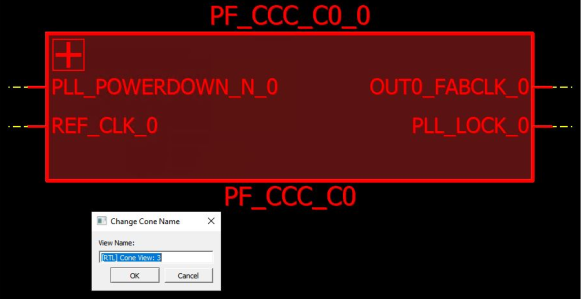 PF_CCC_C0_0
PLL_POWERDOWN_N_0 OUT0_FABCLK_0
REF_CLK_0 PLL_LOCK_0
PF_CCC_C0
Change Cone Name
View Name:
[RTL] Cone View: 3
OK Cancel